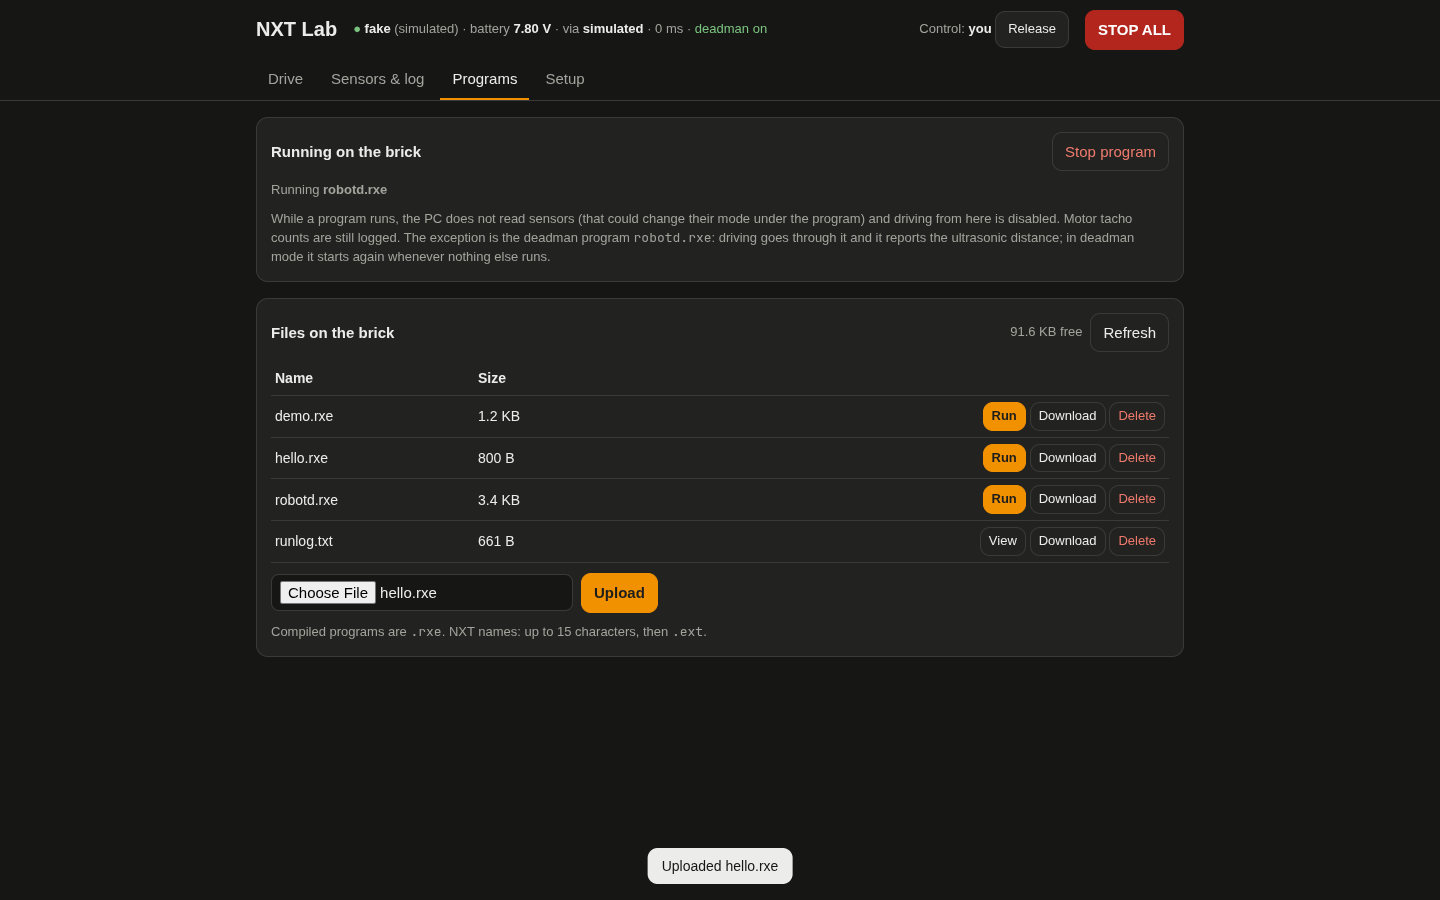 NXT Lab ● fake (simulated) · battery 7.80 V · via simulated · 0 ms · deadman on Control: you Release STOP ALL
Drive Sensors & log Programs Setup
Running on the brick Stop program
Running robotd.rxe
While a program runs, the PC does not read sensors (that could change their mode under the program) and driving from here is disabled. Motor tacho
counts are still logged. The exception is the deadman program robotd.rxe: driving goes through it and it reports the ultrasonic distance; in deadman
mode it starts again whenever nothing else runs.
Files on the brick 91.6 KB free Refresh
Name Size
demo.rxe 1.2 KB Run Download Delete
hello.rxe 800 B Run Download Delete
robotd.rxe 3.4 KB Run Download Delete
runlog.txt 661 B View Download Delete
Choose File hello.rxe Upload
Compiled programs are .rxe. NXT names: up to 15 characters, then .ext.
Uploaded hello.rxe